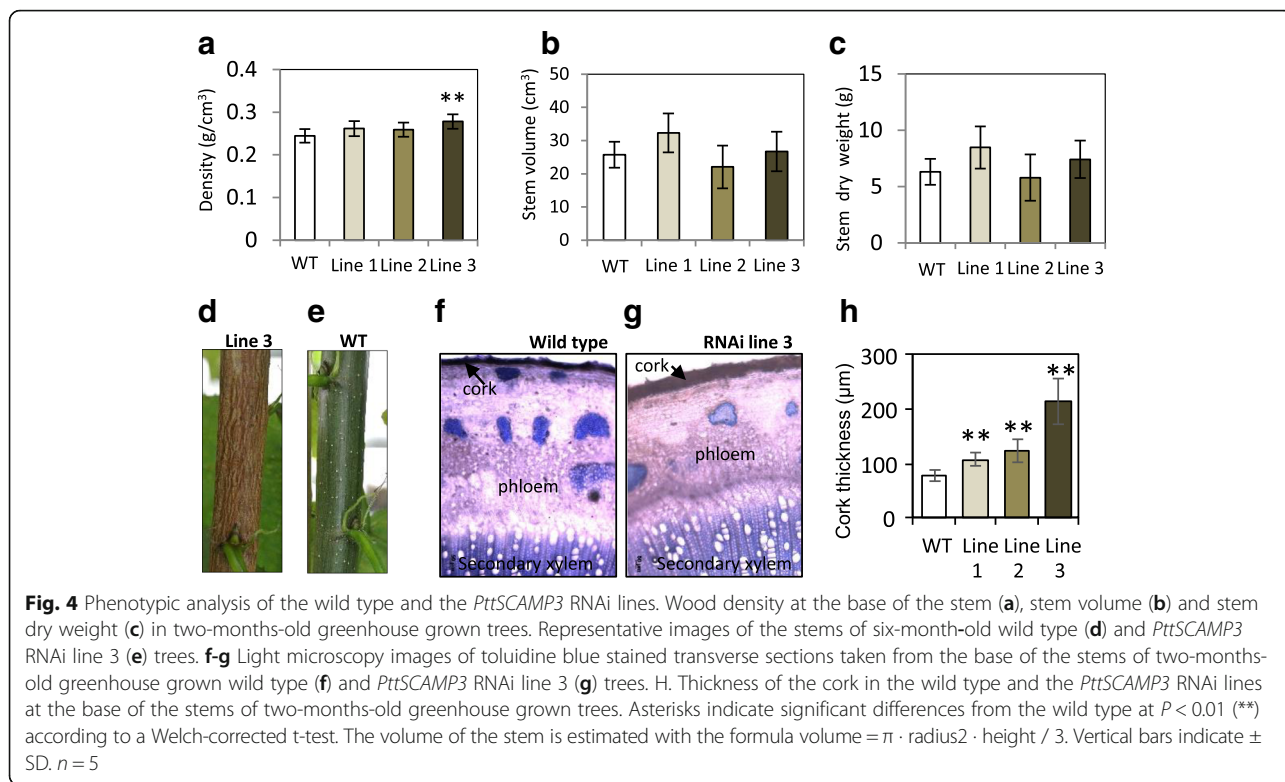 a
b
c
Density (g/cm³)
0.4
0.3
0.2
0.1
0
**
WT Line 1 Line 2 Line 3
Stem volume (cm³)
50
40
30
20
10
0
WT Line 1 Line 2 Line 3
Stem dry weight (g)
15
10
5
0
WT Line 1 Line 2 Line 3
d
e
f
g
h
Line 3
WT
Wild type
cork
phloem
Secondary xylem
RNAi line 3
cork
phloem
Secondary xylem
Cork thickness (µm)
300
200
100
0
**
**
**
WT Line Line Line
1 2 3
Fig. 4 Phenotypic analysis of the wild type and the PttSCAMP3 RNAi lines. Wood density at the base of the stem (a), stem volume (b) and stem
dry weight (c) in two-months-old greenhouse grown trees. Representative images of the stems of six-month-old wild type (d) and PttSCAMP3
RNAi line 3 (e) trees. f-g Light microscopy images of toluidine blue stained transverse sections taken from the base of the stems of two-months-
old greenhouse grown wild type (f) and PttSCAMP3 RNAi line 3 (g) trees. H. Thickness of the cork in the wild type and the PttSCAMP3 RNAi lines
at the base of the stems of two-months-old greenhouse grown trees. Asterisks indicate significant differences from the wild type at P < 0.01 (**)
according to a Welch-corrected t-test. The volume of the stem is estimated with the formula volume = π · radius2 · height / 3. Vertical bars indicate ±
SD. n = 5